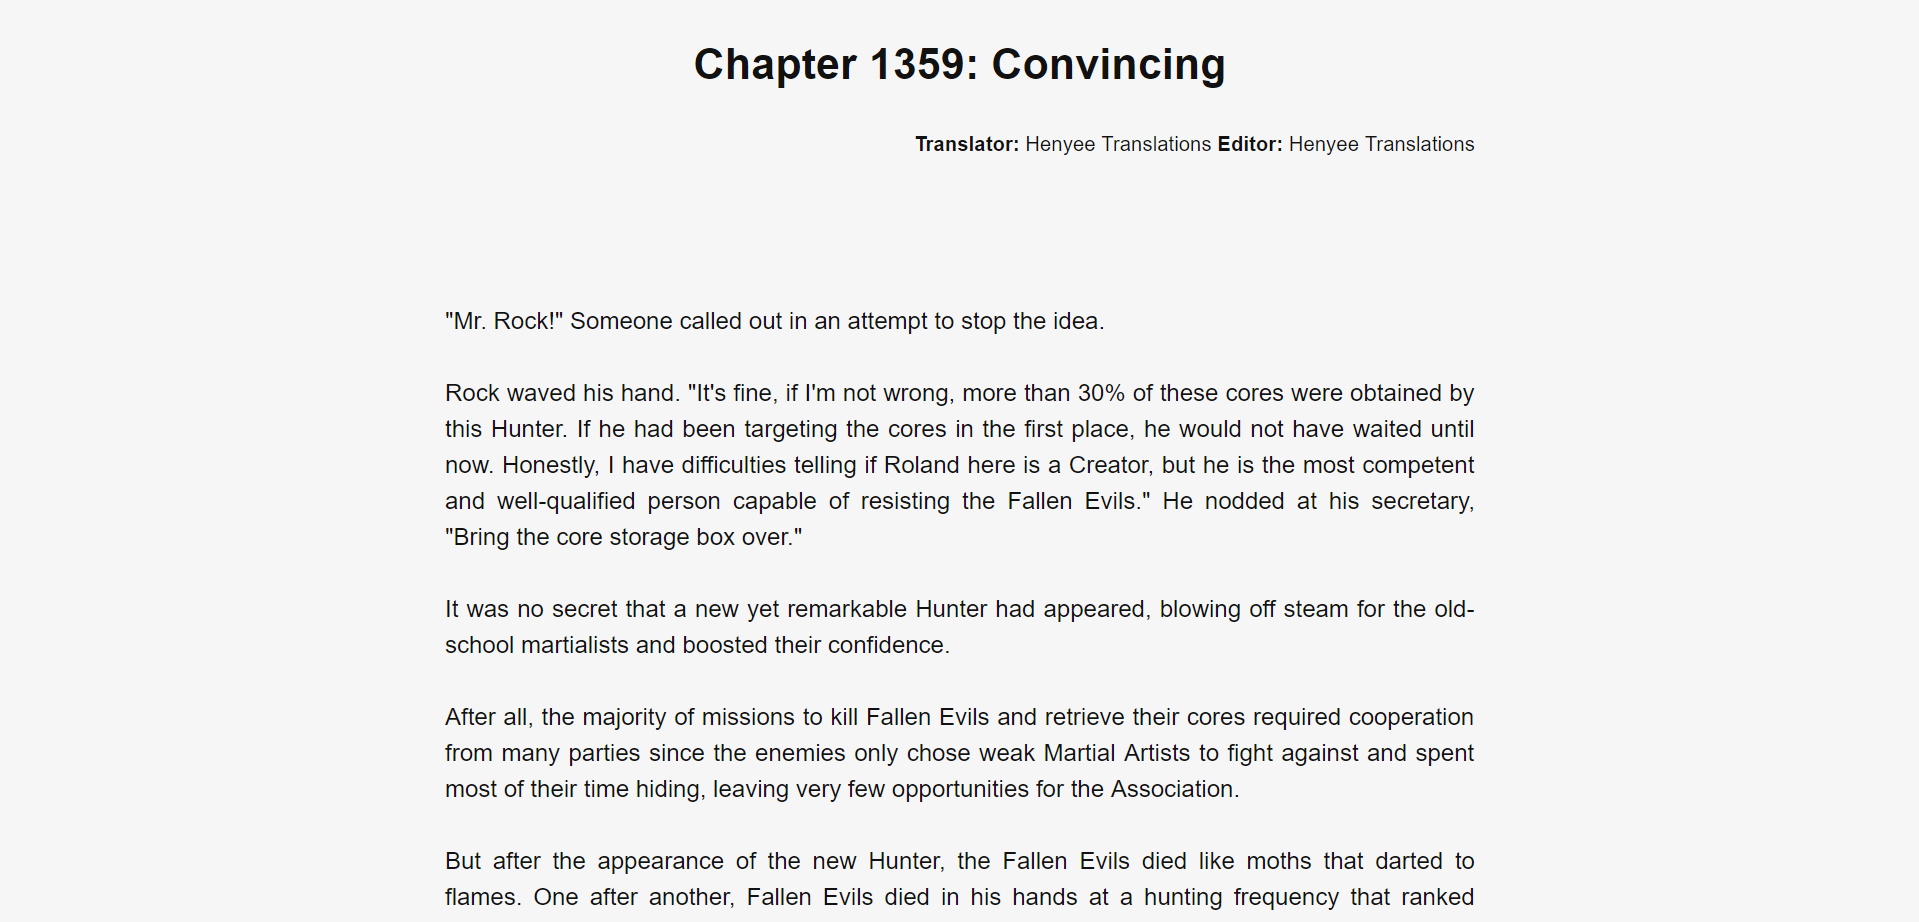 Chapter 1359: Convincing
Translator: Henyee Translations Editor: Henyee Translations
"Mr. Rock!" Someone called out in an attempt to stop the idea.
Rock waved his hand. "It's fine, if I'm not wrong, more than 30% of these cores were obtained by
this Hunter. If he had been targeting the cores in the first place, he would not have waited until
now. Honestly, I have difficulties telling if Roland here is a Creator, but he is the most competent
and well-qualified person capable of resisting the Fallen Evils." He nodded at his secretary,
"Bring the core storage box over."
It was no secret that a new yet remarkable Hunter had appeared, blowing off steam for the old-
school martialists and boosted their confidence.
After all, the majority of missions to kill Fallen Evils and retrieve their cores required cooperation
from many parties since the enemies only chose weak Martial Artists to fight against and spent
most of their time hiding, leaving very few opportunities for the Association.
But after the appearance of the new Hunter, the Fallen Evils died like moths that darted to
flames. One after another, Fallen Evils died in his hands at a hunting frequency that ranked